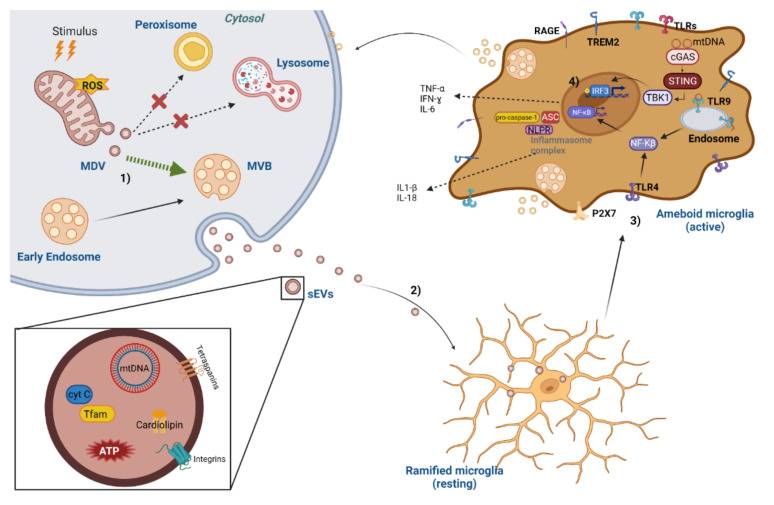 Cytosol
Stimulus
Peroxisome
ROS
Lysosome
MDV
1)
MVB
Early Endosome
sEVs
mtDNA
Tetraspanins
cyt C
Tfam
Cardiolipin
ATP
Integrins
2)
Ramified microglia
(resting)
3)
Ameboid microglia
(active)
RAGE
TREM2
TLRs
mtDNA
cGAS
STING
4)
IRF3
TBK1
TLR9
NF-κB
Endosome
pro-caspase-1
ASC
NLPR
Inflammasome
complex
NF-Kβ
TLR4
P2X7
TNF-α
IFN-ɣ
IL-6
IL1-β
IL-18